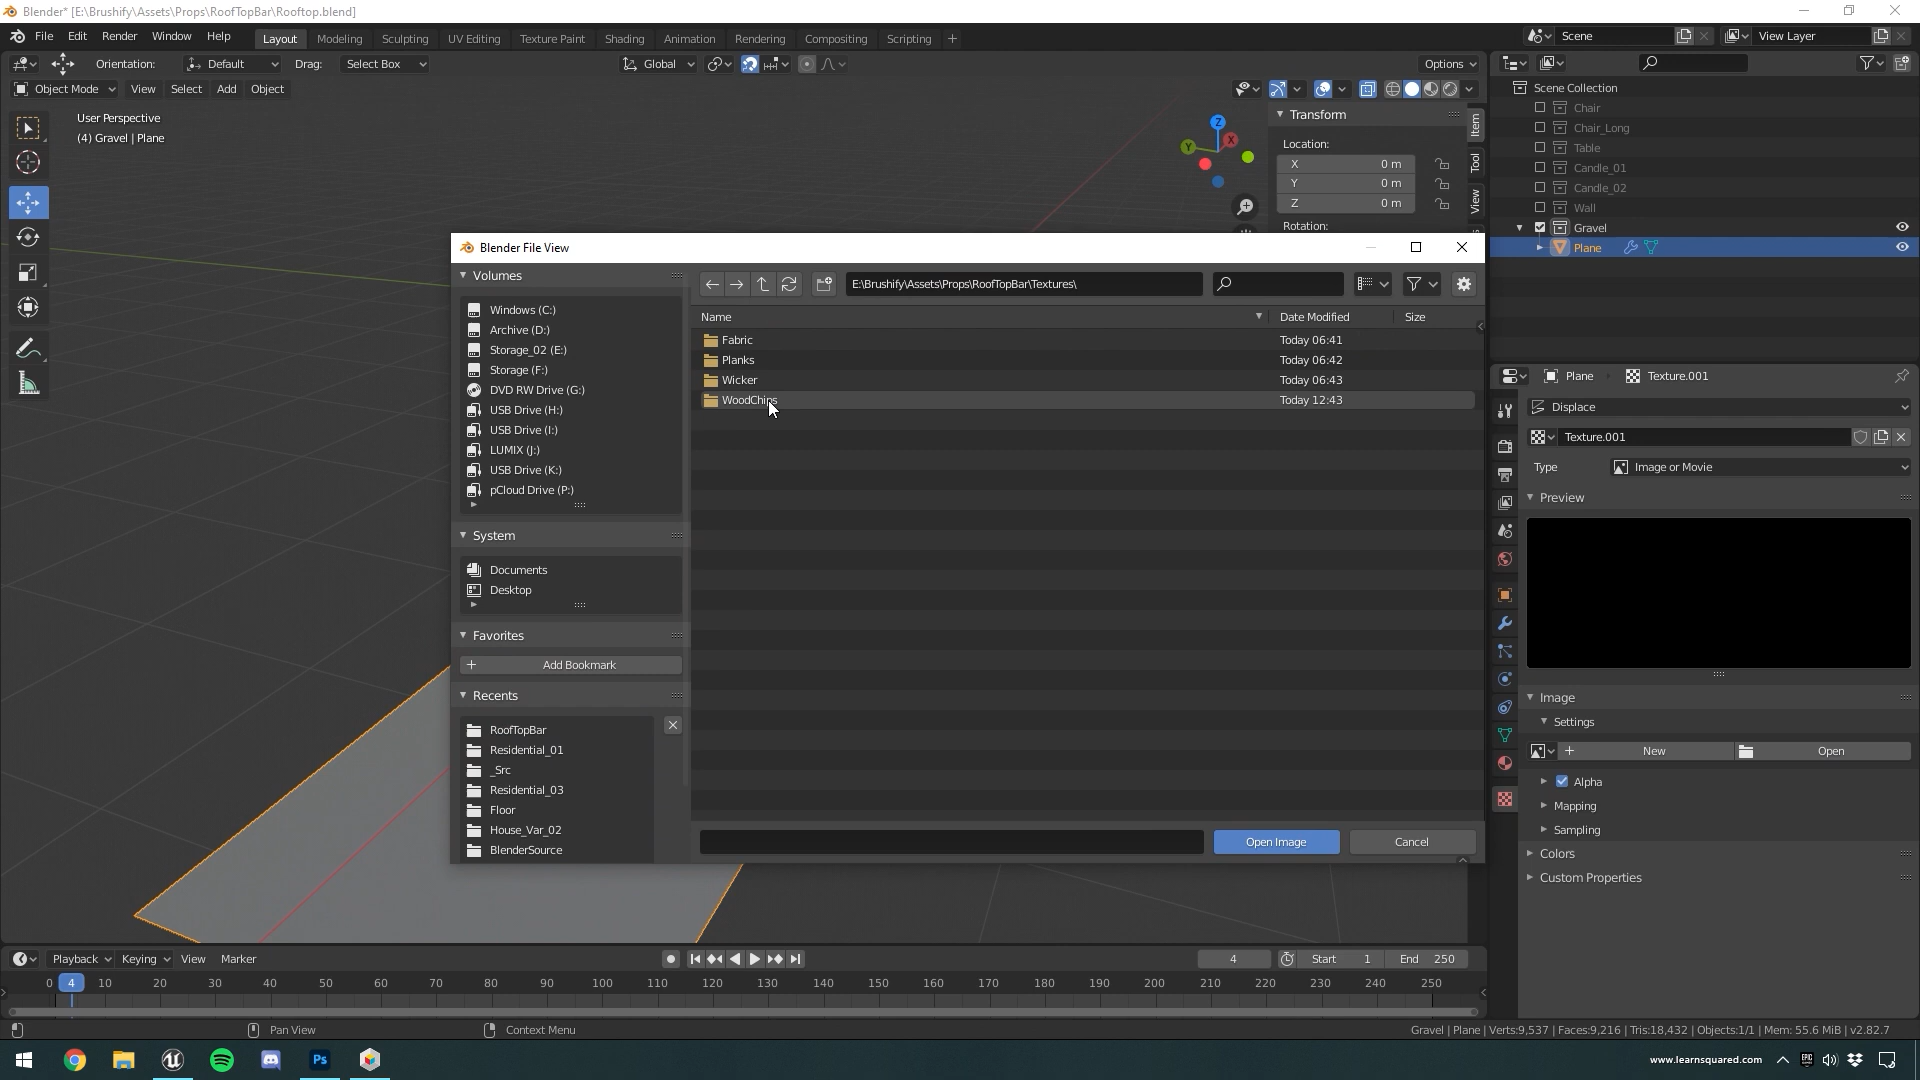 Blender* [E:\Brushify\Assets\Props\RoofTopBar\Rooftop.blend]
File Edit Render Window Help Layout Modeling Sculpting UV Editing Texture Paint Shading Animation Rendering Compositing Scripting + Scene View Layer
Orientation: Default Drag: Select Box Global Options
Object Mode View Select Add Object
User Perspective
(4) Gravel | Plane
Z
X
Y
Transform
Location:
X 0 m
Y 0 m
Z 0 m
Rotation:
Item
Tool
View
Scene Collection
Chair
Chair_Long
Table
Candle_01
Candle_02
Wall
Gravel
Plane
Blender File View
Volumes
Windows (C:)
Archive (D:)
Storage_02 (E:)
Storage (F:)
DVD RW Drive (G:)
USB Drive (H:)
USB Drive (I:)
LUMIX (J:)
USB Drive (K:)
pCloud Drive (P:)
System
Documents
Desktop
Favorites
+ Add Bookmark
Recents
RoofTopBar
Residential_01
_Src
Residential_03
Floor
House_Var_02
BlenderSource
E:\Brushify\Assets\Props\RoofTopBar\Textures\
Name Date Modified Size
Fabric Today 06:41
Planks Today 06:42
Wicker Today 06:43
WoodChips Today 12:43
Open Image Cancel
Plane Texture.001
Displace
Texture.001
Type Image or Movie
Preview
Image
Settings
+ New Open
Alpha
Mapping
Sampling
Colors
Custom Properties
Playback Keying View Marker 4 Start 1 End 250
0 4 10 20 30 40 50 60 70 80 90 100 110 120 130 140 150 160 170 180 190 200 210 220 230 240 250
Pan View Context Menu Gravel | Plane | Verts:9,537 | Faces:9,216 | Tris:18,432 | Objects:1/1 | Mem: 55.6 MiB | v2.82.7
Ps www.learnsquared.com EPIC